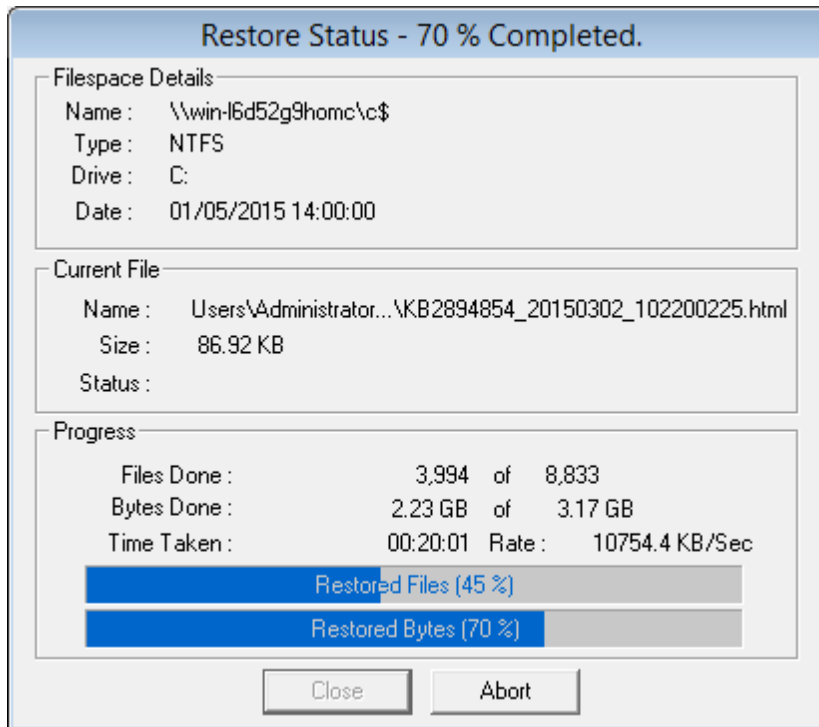 Restore Status - 70 % Completed.
Filespace Details
Name : \\win-l6d52g9homc\c$
Type : NTFS
Drive : C:
Date : 01/05/2015 14:00:00
Current File
Name : Users\Administrator...\KB2894854_20150302_102200225.html
Size : 86.92 KB
Status :
Progress
Files Done : 3,994 of 8,833
Bytes Done : 2.23 GB of 3.17 GB
Time Taken : 00:20:01 Rate : 10754.4 KB/Sec
Restored Files (45 %)
Restored Bytes (70 %)
Close Abort